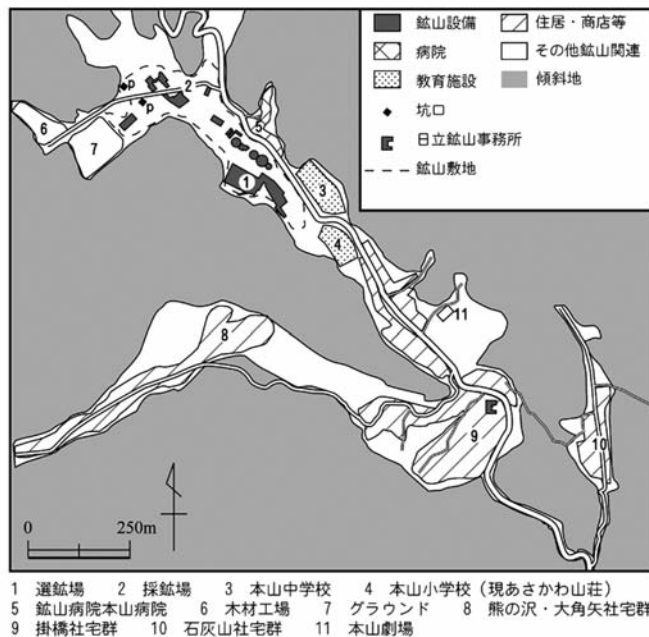 鉱山設備
住居・商店等
病院
その他鉱山関連
教育施設
傾斜地
坑口
日立鉱山事務所
鉱山敷地
p
2
p
6
7
5
1
3
4
11
8
9
10
0 250m
1 選鉱場 2 採鉱場 3 本山中学校 4 本山小学校（現あさかわ山荘）
5 鉱山病院本山病院 6 木材工場 7 グラウンド 8 熊の沢・大角矢社宅群
9 掛橋社宅群 10 石灰山社宅群 11 本山劇場